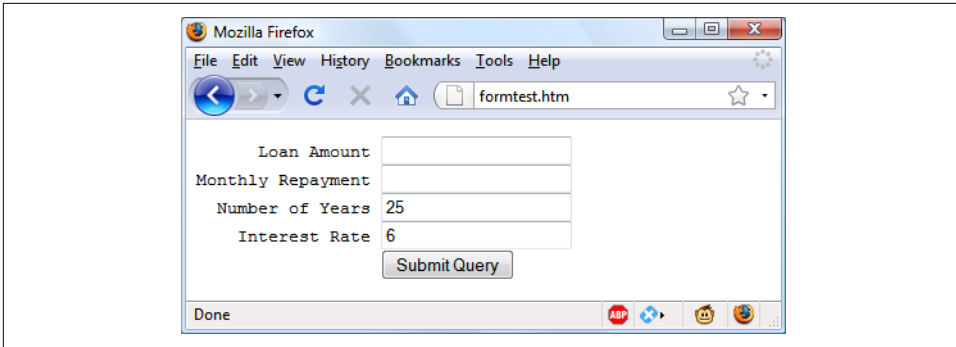 Mozilla Firefox
File Edit View History Bookmarks Tools Help
formtest.htm
Loan Amount
Monthly Repayment
Number of Years 25
Interest Rate 6
Submit Query
Done ABP